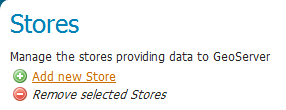 Stores
Manage the stores providing data to GeoServer
Add new Store
Remove selected Stores